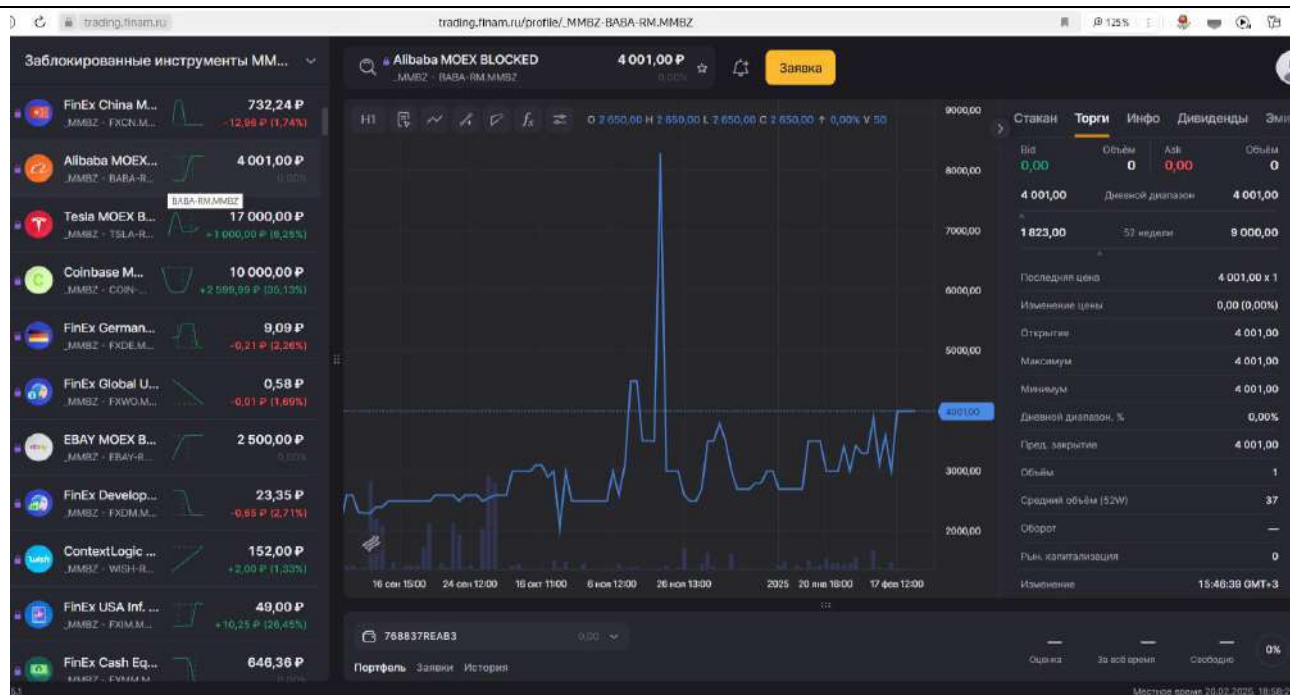 trading.finam.ru
trading.finam.ru/profile/_MMBZ-BABA-RM.MMBZ
125 %
Заблокированные инструменты ММ...
FinEx China M...
732,24 ₽
_MMBZ - FXCN.M...
-12,98 ₽ (1,74%)
Alibaba MOEX...
4 001,00 ₽
_MMBZ - BABA-R...
0,00%
BABA-RM.MMBZ
Tesla MOEX B...
17 000,00 ₽
_MMBZ - TSLA-R...
+1 000,00 ₽ (6,25%)
Coinbase M...
10 000,00 ₽
_MMBZ - COIN-...
+2 599,99 ₽ (35,13%)
FinEx German...
9,09 ₽
_MMBZ - FXDE.M...
-0,21 ₽ (2,26%)
FinEx Global U...
0,58 ₽
_MMBZ - FXWO.M...
-0,01 ₽ (1,69%)
EBAY MOEX B...
2 500,00 ₽
_MMBZ - EBAY-R...
0,00%
FinEx Develop...
23,35 ₽
_MMBZ - FXDM.M...
-0,65 ₽ (2,71%)
ContextLogic ...
152,00 ₽
_MMBZ - WISH-R...
+2,00 ₽ (1,33%)
FinEx USA Inf. ...
49,00 ₽
_MMBZ - FXIM.M...
+10,25 ₽ (26,45%)
FinEx Cash Eq...
646,36 ₽
Alibaba MOEX BLOCKED
4 001,00 ₽
_MMBZ - BABA-RM.MMBZ
0,00%
Заявка
H1
O 2 650,00 H 2 650,00 L 2 650,00 C 2 650,00 ↑ 0,00% V 50
9000,00
8000,00
7000,00
6000,00
5000,00
4001,00
3000,00
2000,00
16 сен 15:00 24 сен 12:00 16 окт 11:00 6 ноя 12:00 26 ноя 13:00 2025 20 янв 18:00 17 фев 12:00
768837REAB3
0,00
Портфель Заявки История
Стакан Торги Инфо Дивиденды Эми
Bid Объём Ask Объём
0,00 0 0,00 0
4 001,00 Дневной диапазон 4 001,00
1 823,00 52 недели 9 000,00
Последняя цена 4 001,00 x 1
Изменение цены 0,00 (0,00%)
Открытие 4 001,00
Максимум 4 001,00
Минимум 4 001,00
Дневной диапазон, % 0,00%
Пред. закрытие 4 001,00
Объём 1
Средний объём (52W) 37
Оборот —
Рын. капитализация 0
Изменение 15:46:39 GMT+3
— — — 0%
Оценка За всё время Свободно
Местное время 20.02.2025, 18:58:2